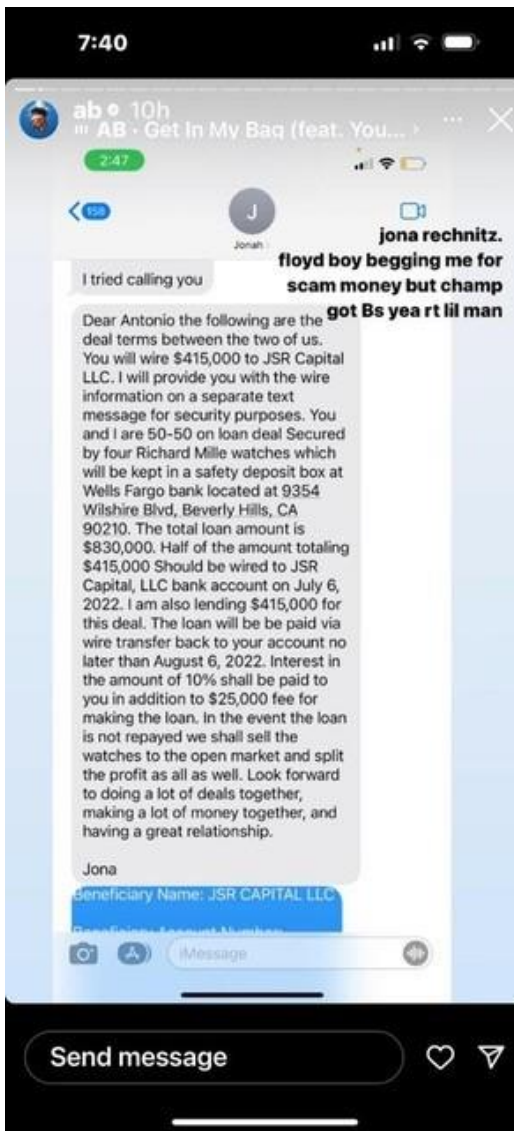 7:40
ab 10h
AB · Get In My Bag (feat. You... >
2:47
158
J
Jonah >
jona rechnitz.
floyd boy begging me for
scam money but champ
got Bs yea rt lil man
I tried calling you
Dear Antonio the following are the
deal terms between the two of us.
You will wire $415,000 to JSR Capital
LLC. I will provide you with the wire
information on a separate text
message for security purposes. You
and I are 50-50 on loan deal Secured
by four Richard Mille watches which
will be kept in a safety deposit box at
Wells Fargo bank located at 9354
Wilshire Blvd, Beverly Hills, CA
90210. The total loan amount is
$830,000. Half of the amount totaling
$415,000 Should be wired to JSR
Capital, LLC bank account on July 6,
2022. I am also lending $415,000 for
this deal. The loan will be be paid via
wire transfer back to your account no
later than August 6, 2022. Interest in
the amount of 10% shall be paid to
you in addition to $25,000 fee for
making the loan. In the event the loan
is not repayed we shall sell the
watches to the open market and split
the profit as all as well. Look forward
to doing a lot of deals together,
making a lot of money together, and
having a great relationship.
Jona
Beneficiary Name: JSR CAPITAL LLC
Beneficiary Account Number:
iMessage
Send message